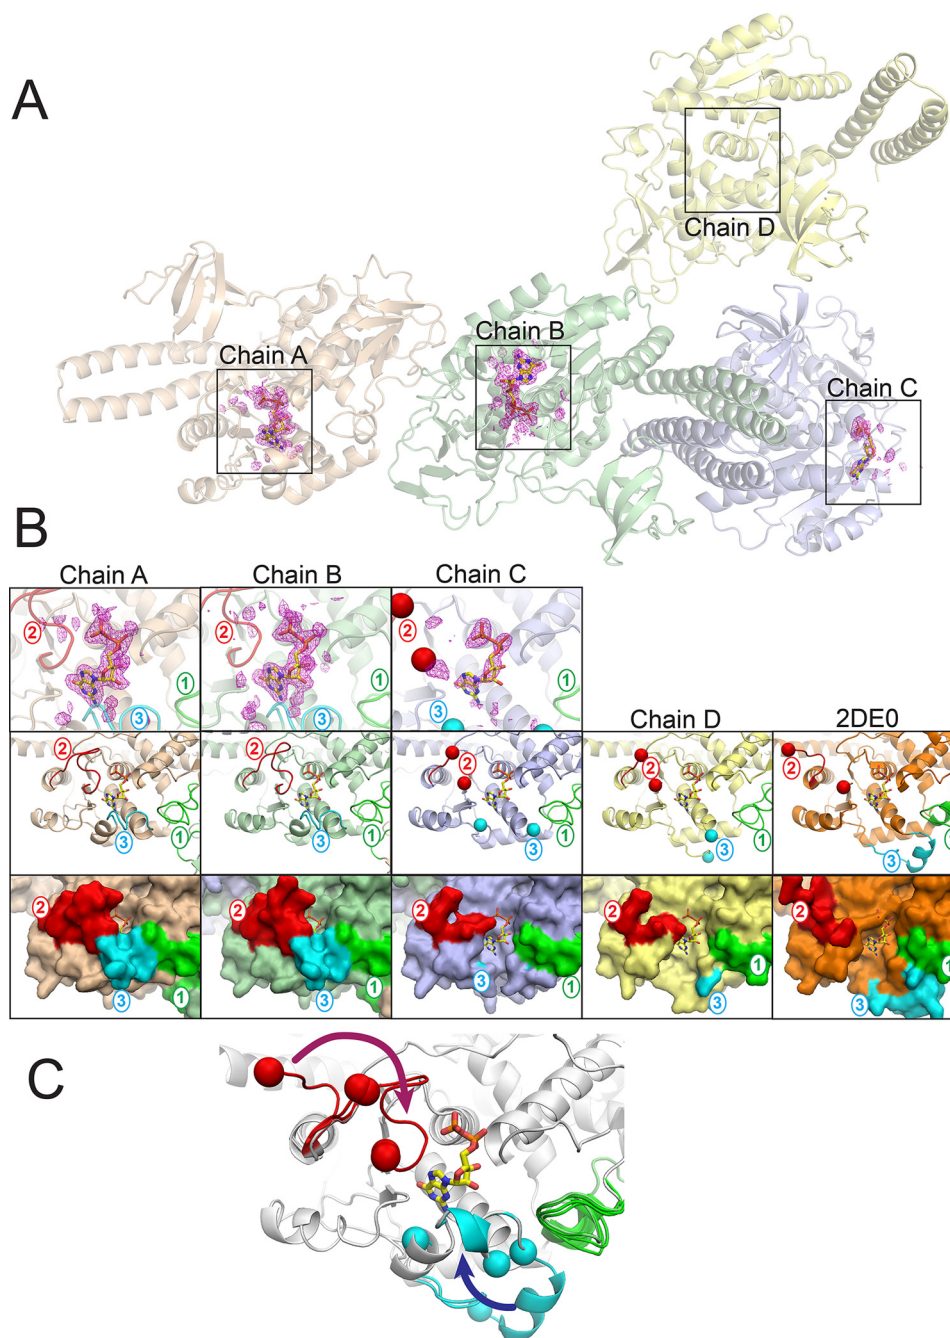 A
Chain D
Chain B
Chain A
Chain C
B
Chain A Chain B Chain C
2 2 2
1 1 1
3 3 3
Chain D 2DE0
2 2 2 2 2
1 1 1 1
3 3 3 3 3
2 2 2 2 2
1 1 1 1 1
3 3 3 3 3
C